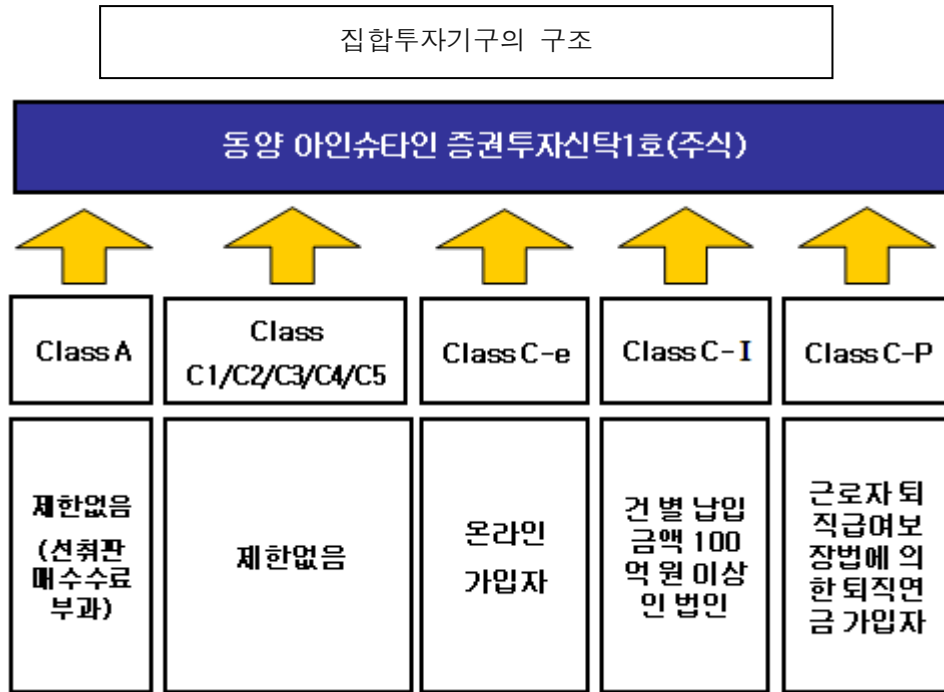 집합투자기구의 구조
동양 아인슈타인 증권투자신탁1호(주식)
Class A
Class
C1/C2/C3/C4/C5
Class C-e
Class C-I
Class C-P
제한없음
(선취판
매수수료
부과)
제한없음
온라인
가입자
건 별 납입
금액 100
억 원 이상
인 법인
근로자 퇴
직급여보
장법에 의
한 퇴직연
금 가입자